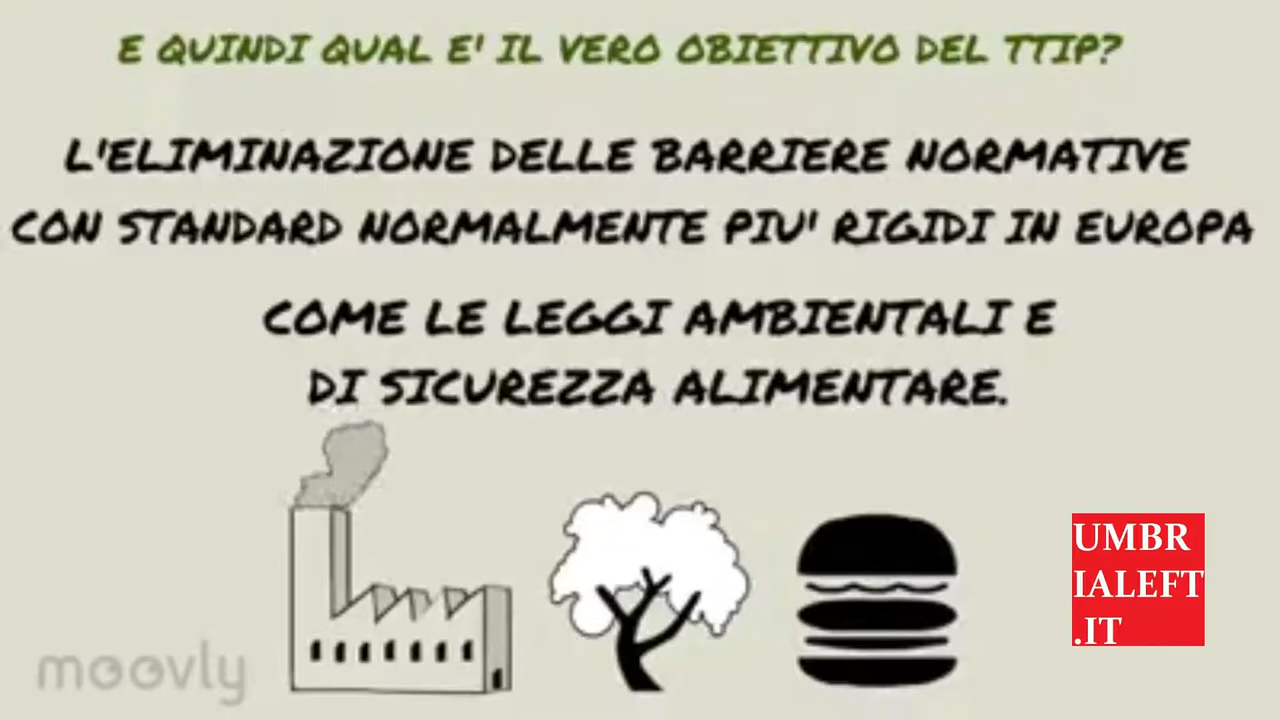 E QUINDI QUAL E' IL VERO OBIETTIVO DEL TTIP?
L'ELIMINAZIONE DELLE BARRIERE NORMATIVE
CON STANDARD NORMALMENTE PIU' RIGIDI IN EUROPA
COME LE LEGGI AMBIENTALI E
DI SICUREZZA ALIMENTARE.
UMBR
IALEFT
.IT
moovly